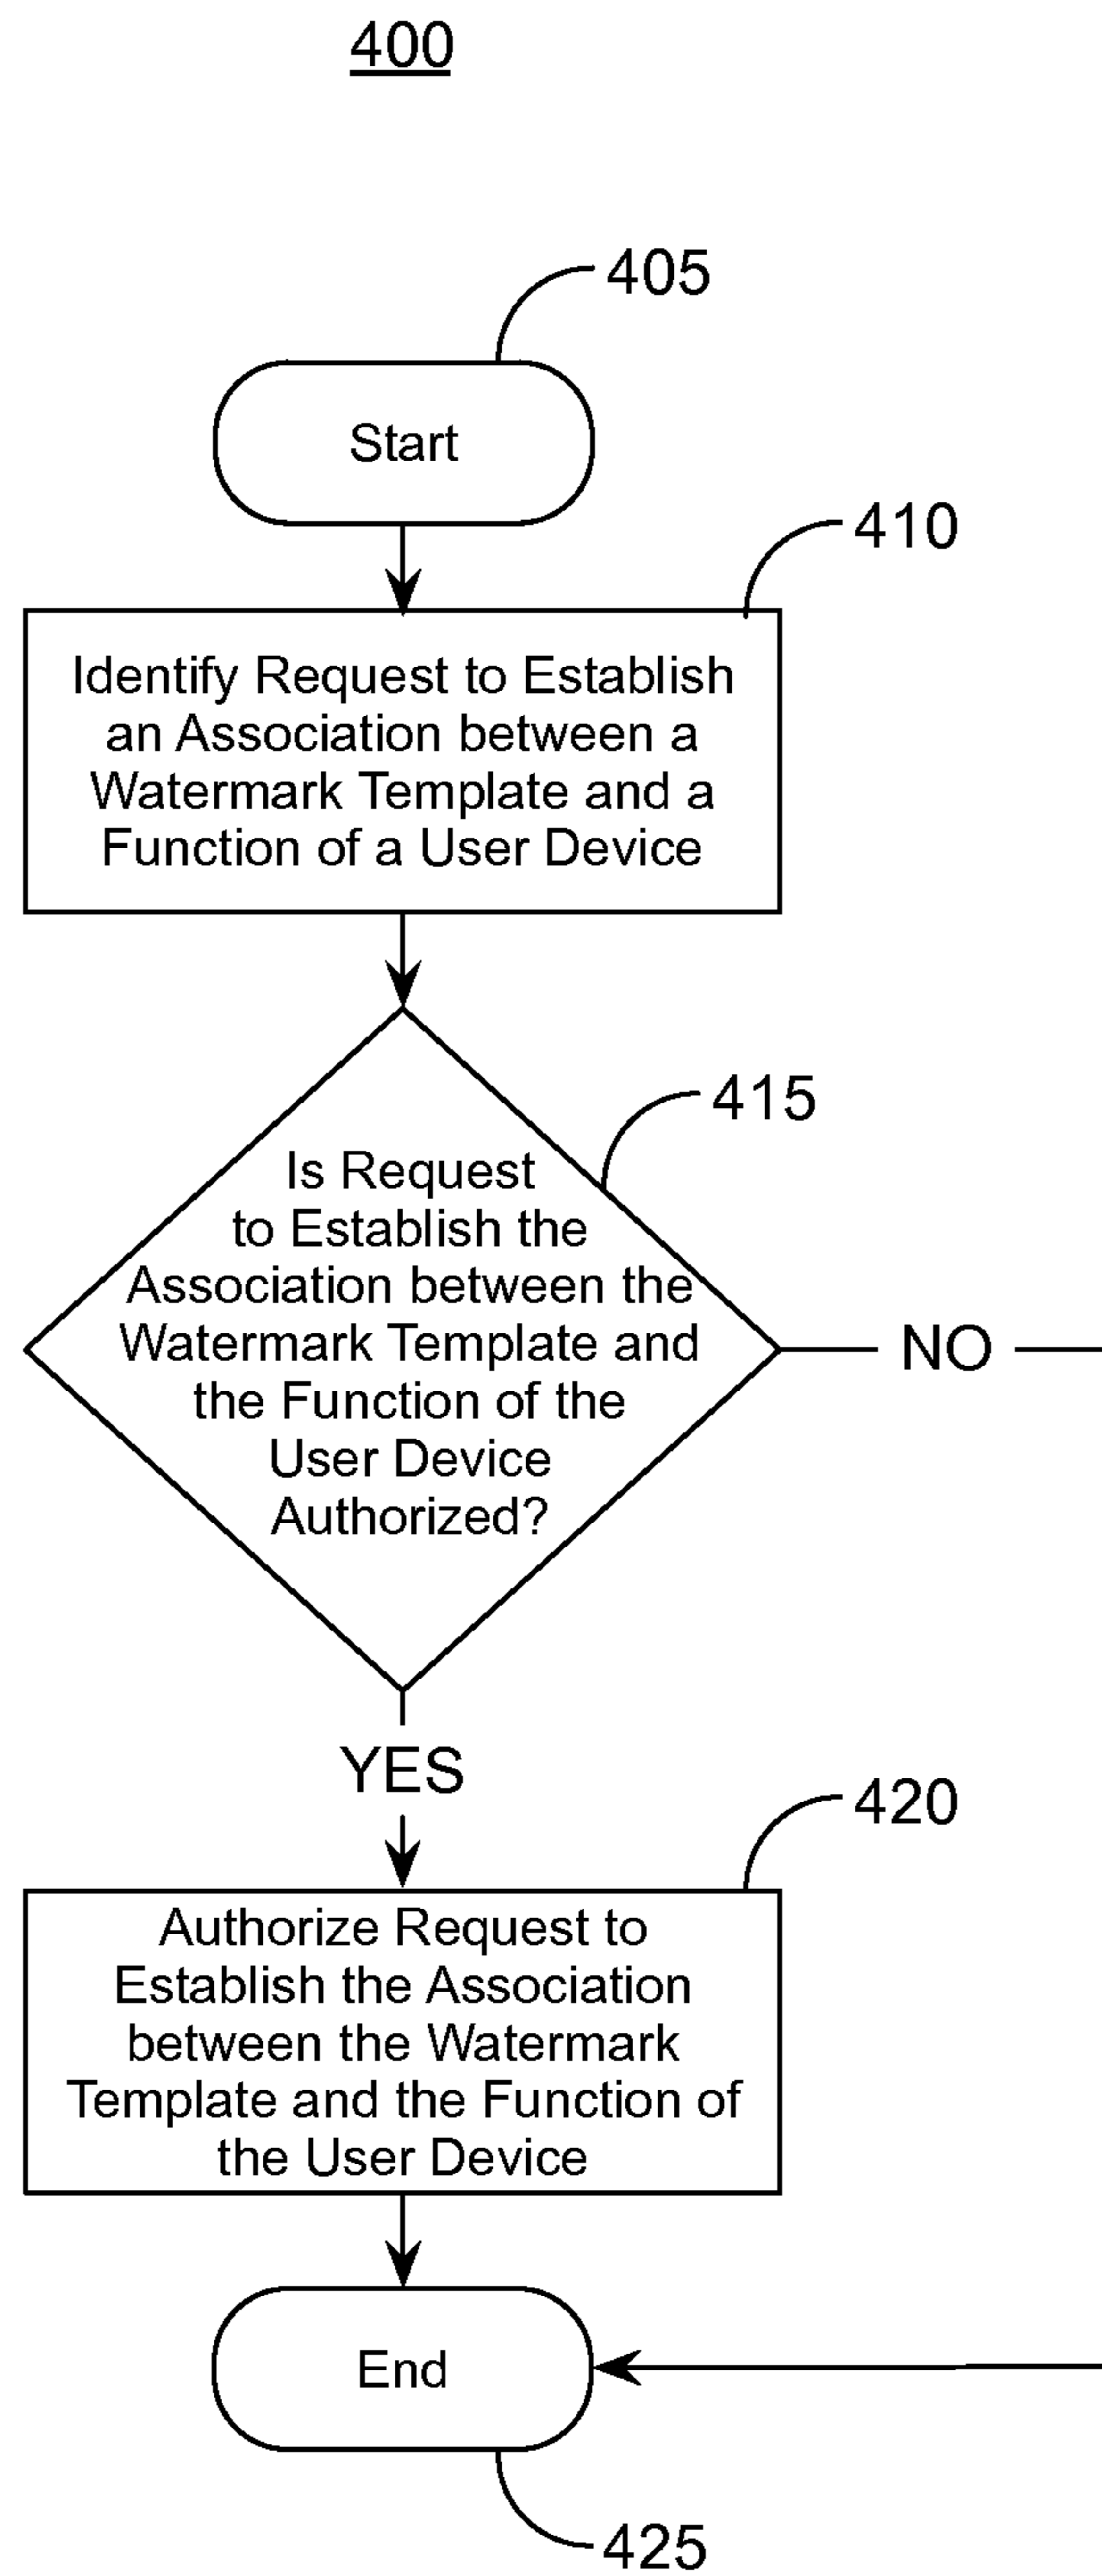 400
405
Start
410
Identify Request to Establish
an Association between a
Watermark Template and a
Function of a User Device
415
Is Request
to Establish the
Association between the
Watermark Template and
the Function of the
User Device
Authorized?
NO
YES
420
Authorize Request to
Establish the Association
between the Watermark
Template and the Function of
the User Device
End
425